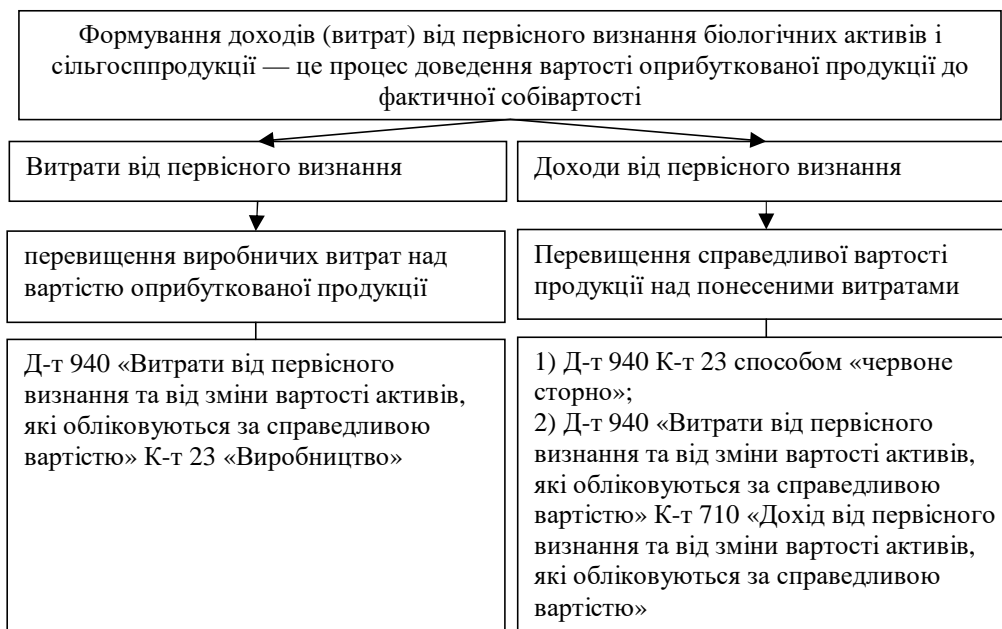 Формування доходів (витрат) від первісного визнання біологічних активів і
сільгосппродукції — це процес доведення вартості оприбуткованої продукції до
фактичної собівартості
Витрати від первісного визнання
Доходи від первісного визнання
перевищення виробничих витрат над
вартістю оприбуткованої продукції
Перевищення справедливої вартості
продукції над понесеними витратами
Д-т 940 «Витрати від первісного
визнання та від зміни вартості активів,
які обліковуються за справедливою
вартістю» К-т 23 «Виробництво»
1) Д-т 940 К-т 23 способом «червоне
сторно»;
2) Д-т 940 «Витрати від первісного
визнання та від зміни вартості активів,
які обліковуються за справедливою
вартістю» К-т 710 «Дохід від первісного
визнання та від зміни вартості активів,
які обліковуються за справедливою
вартістю»